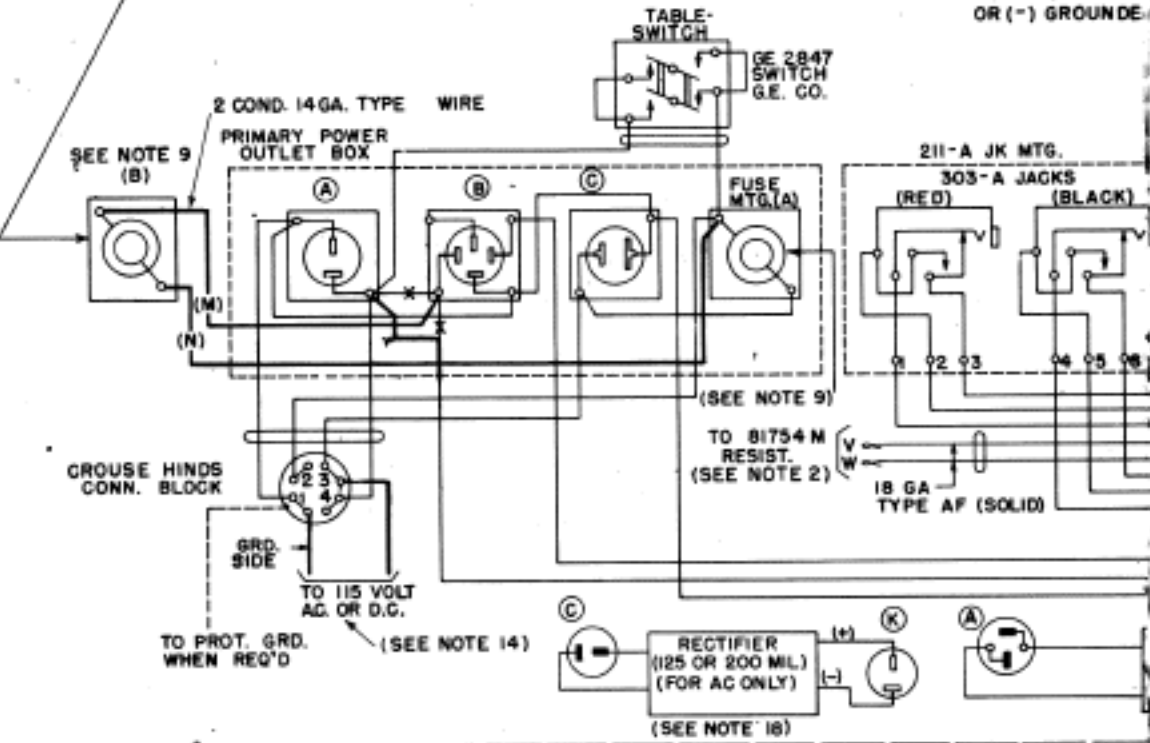 TABLE-
SWITCH
OR (-) GROUNDE
GE 2847
SWITCH
G.E. CO.
2 COND. 14 GA. TYPE WIRE
PRIMARY POWER
OUTLET BOX
SEE NOTE 9
(B)
211-A JK MTG.
303-A JACKS
(RED) (BLACK)
A
B
C
FUSE
MTG.(A)
(M)
(N)
X
X
1 2 3 4 5 6
(SEE NOTE 9)
TO 81754 M
RESIST.
(SEE NOTE 2)
V
W
18 GA
TYPE AF (SOLID)
CROUSE HINDS
CONN. BLOCK
2 3
1 4
GRD.
SIDE
TO 115 VOLT
A.C. OR D.C.
(SEE NOTE 14)
TO PROT. GRD.
WHEN REQ'D
C
RECTIFIER
(125 OR 200 MIL)
(FOR AC ONLY)
(SEE NOTE 18)
(+)
(-)
K
A